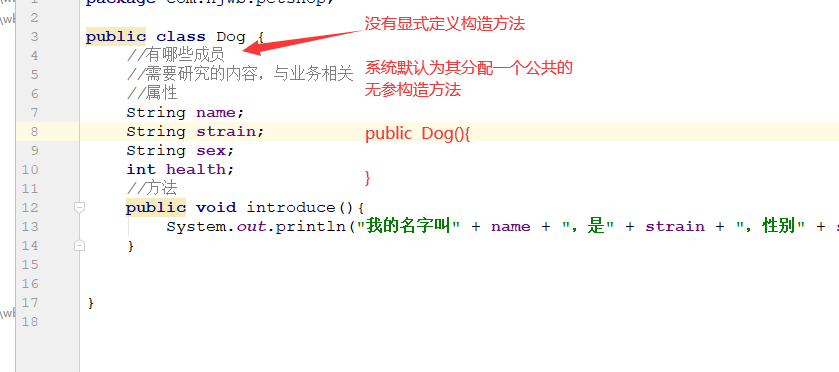 \wb
package com.njwb.petshop;
public class Dog {
//有哪些成员
//需要研究的内容，与业务相关
//属性
String name;
String strain;
String sex;
int health;
//方法
public void introduce(){
System.out.println("我的名字叫" + name + "，是" + strain + "，性别" + s
}
}
没有显式定义构造方法
系统默认为其分配一个公共的
无参构造方法
public Dog(){
}
1
2
3
4
5
6
7
8
9
10
11
12
13
14
15
16
17
18
\wb